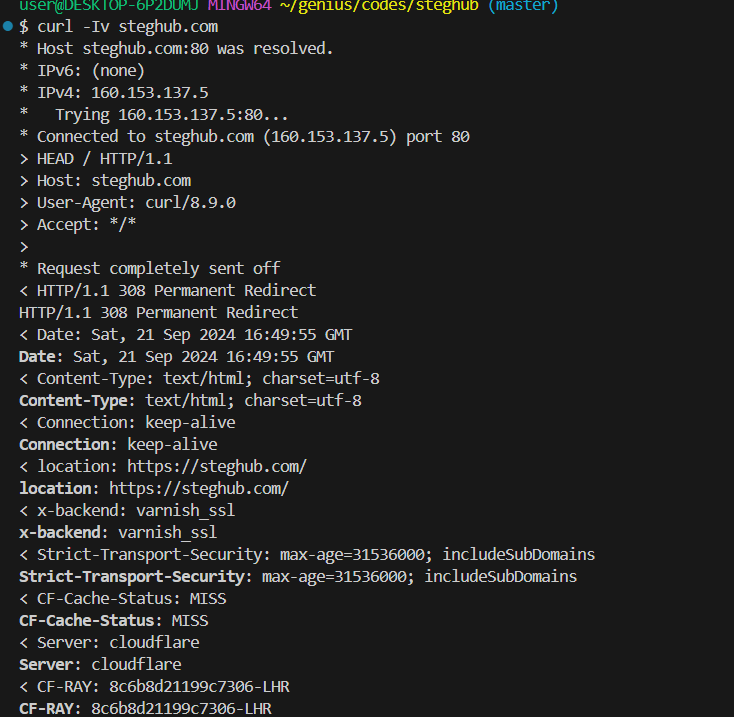 user@DESKTOP-6P2DUMJ MINGW64 ~/genius/codes/steghub (master)
$ curl -Iv steghub.com
* Host steghub.com:80 was resolved.
* IPv6: (none)
* IPv4: 160.153.137.5
*   Trying 160.153.137.5:80...
* Connected to steghub.com (160.153.137.5) port 80
> HEAD / HTTP/1.1
> Host: steghub.com
> User-Agent: curl/8.9.0
> Accept: */*
>
* Request completely sent off
< HTTP/1.1 308 Permanent Redirect
HTTP/1.1 308 Permanent Redirect
< Date: Sat, 21 Sep 2024 16:49:55 GMT
Date: Sat, 21 Sep 2024 16:49:55 GMT
< Content-Type: text/html; charset=utf-8
Content-Type: text/html; charset=utf-8
< Connection: keep-alive
Connection: keep-alive
< location: https://steghub.com/
location: https://steghub.com/
< x-backend: varnish_ssl
x-backend: varnish_ssl
< Strict-Transport-Security: max-age=31536000; includeSubDomains
Strict-Transport-Security: max-age=31536000; includeSubDomains
< CF-Cache-Status: MISS
CF-Cache-Status: MISS
< Server: cloudflare
Server: cloudflare
< CF-RAY: 8c6b8d21199c7306-LHR
CF-RAY: 8c6b8d21199c7306-LHR